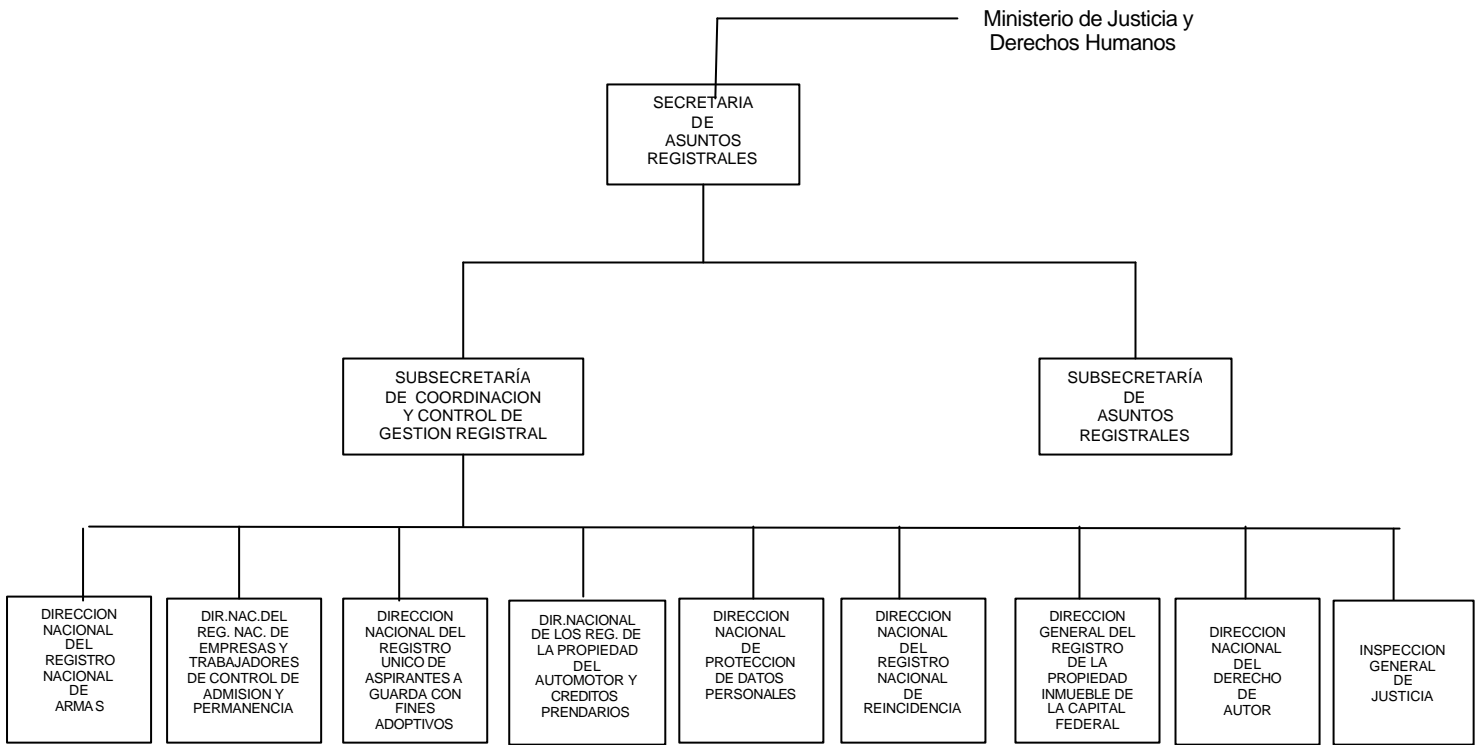 Ministerio de Justicia y
Derechos Humanos
SECRETARIA
DE
ASUNTOS
REGISTRALES
SUBSECRETARÍA
DE COORDINACION
Y CONTROL DE
GESTION REGISTRAL
SUBSECRETARÍA
DE
ASUNTOS
REGISTRALES
DIRECCION
NACIONAL
DEL
REGISTRO
NACIONAL
DE
ARMAS
DIR.NAC.DEL
REG. NAC. DE
EMPRESAS Y
TRABAJADORES
DE CONTROL DE
ADMISION Y
PERMANENCIA
DIRECCION
NACIONAL DEL
REGISTRO
UNICO DE
ASPIRANTES A
GUARDA CON
FINES
ADOPTIVOS
DIR.NACIONAL
DE LOS REG. DE
LA PROPIEDAD
DEL
AUTOMOTOR Y
CREDITOS
PRENDARIOS
DIRECCION
NACIONAL
DE
PROTECCION
DE DATOS
PERSONALES
DIRECCION
NACIONAL
DEL
REGISTRO
NACIONAL
DE
REINCIDENCIA
DIRECCION
GENERAL DEL
REGISTRO
DE LA
PROPIEDAD
INMUEBLE DE
LA CAPITAL
FEDERAL
DIRECCION
NACIONAL
DEL
DERECHO
DE
AUTOR
INSPECCION
GENERAL
DE
JUSTICIA